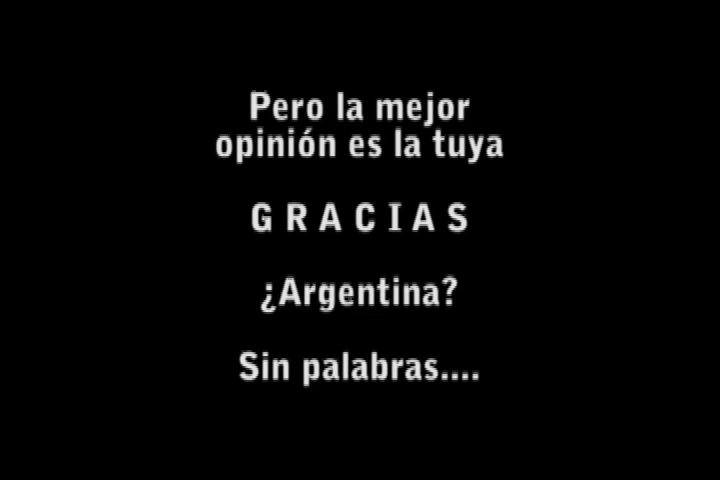 Pero la mejor
opinión es la tuya
G R A C I A S
¿Argentina?
Sin palabras....